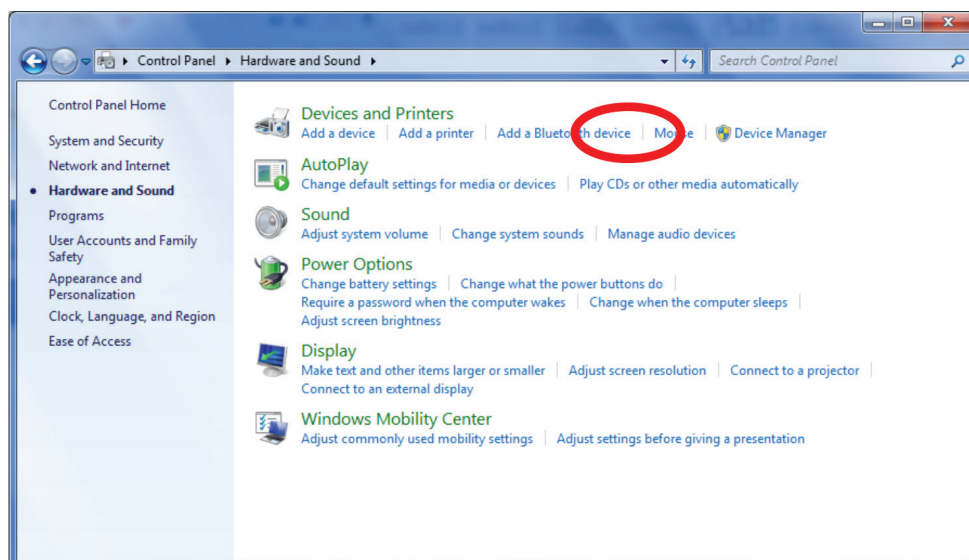 Control Panel ▸ Hardware and Sound ▸
Search Control Panel
Control Panel Home
System and Security
Network and Internet
Hardware and Sound
Programs
User Accounts and Family
Safety
Appearance and
Personalization
Clock, Language, and Region
Ease of Access
Devices and Printers
Add a device | Add a printer | Add a Bluetooth device | Mouse | Device Manager
AutoPlay
Change default settings for media or devices | Play CDs or other media automatically
Sound
Adjust system volume | Change system sounds | Manage audio devices
Power Options
Change battery settings | Change what the power buttons do |
Require a password when the computer wakes | Change when the computer sleeps |
Adjust screen brightness
Display
Make text and other items larger or smaller | Adjust screen resolution | Connect to a projector |
Connect to an external display
Windows Mobility Center
Adjust commonly used mobility settings | Adjust settings before giving a presentation